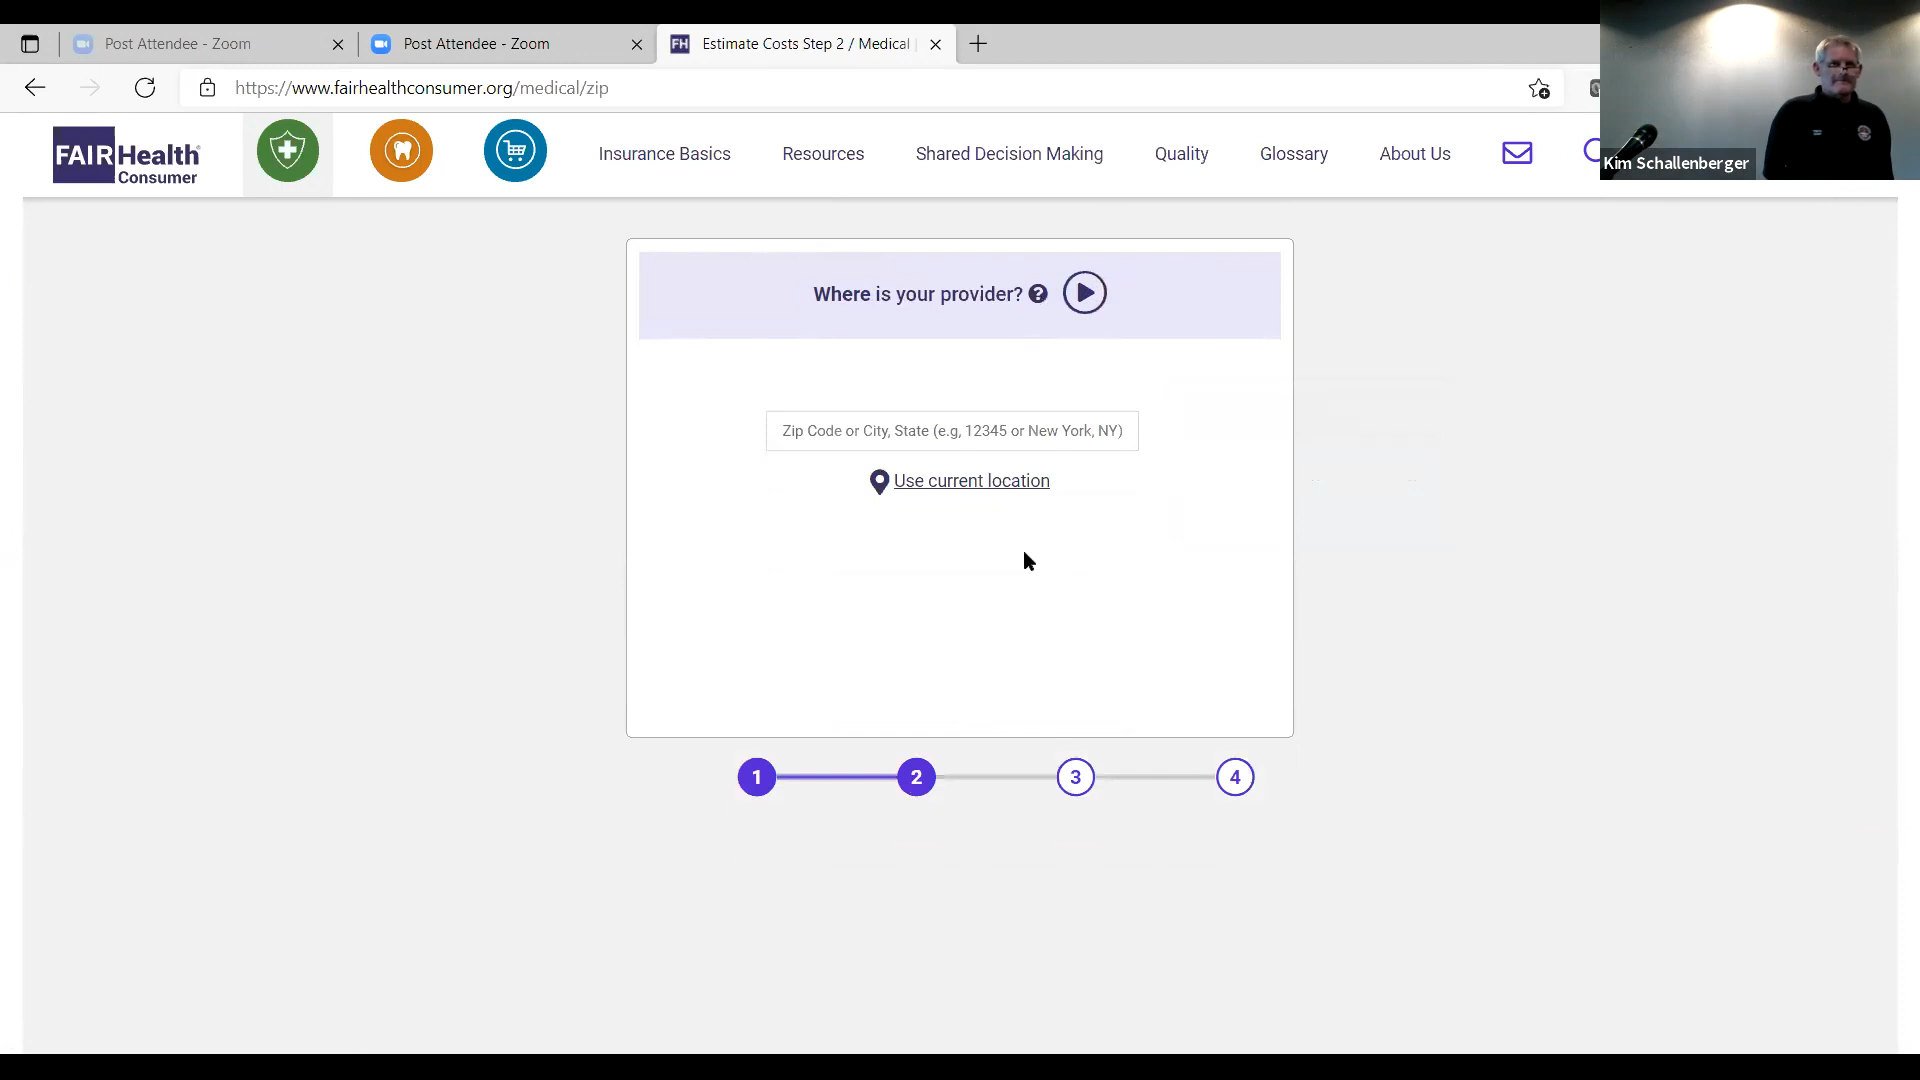 Post Attendee - Zoom
Post Attendee - Zoom
FH
Estimate Costs Step 2 / Medical
https://www.fairhealthconsumer.org/medical/zip
FAIR Health®
Consumer
Insurance Basics
Resources
Shared Decision Making
Quality
Glossary
About Us
Kim Schallenberger
Where is your provider? ?
Zip Code or City, State (e.g, 12345 or New York, NY)
Use current location
1
2
3
4